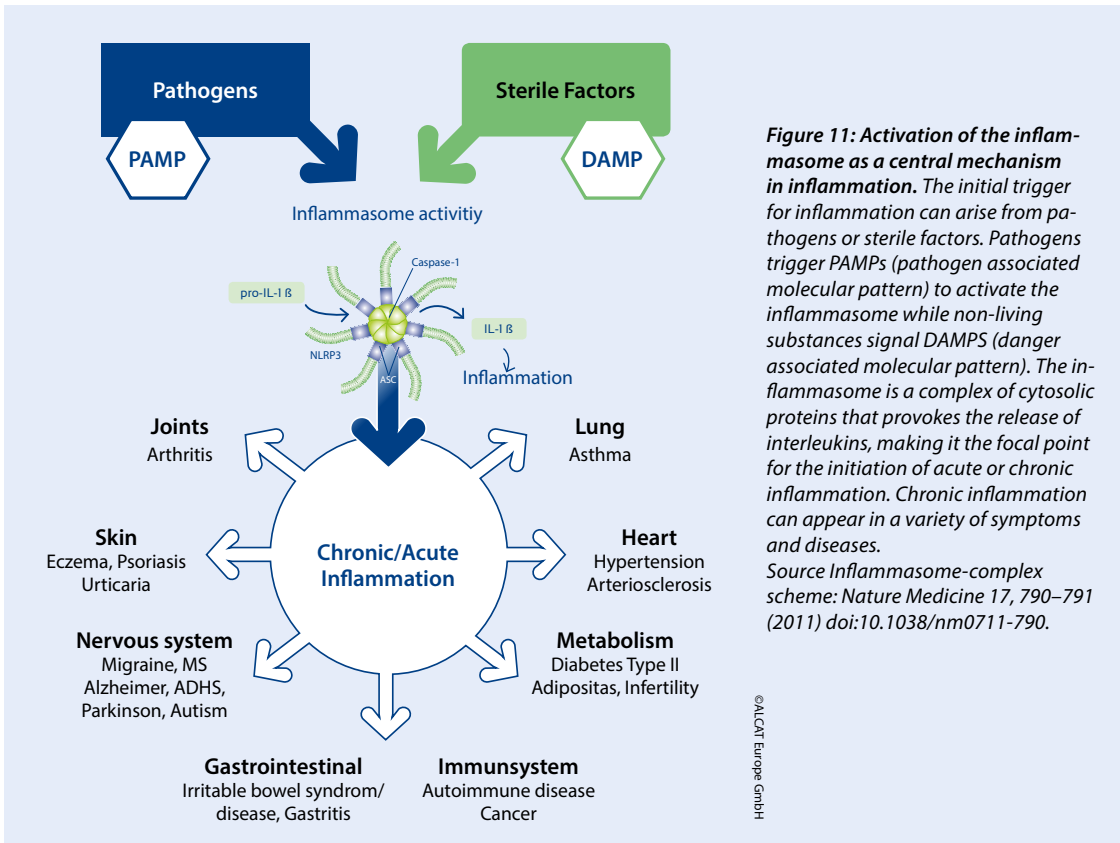 Pathogens
PAMP
Sterile Factors
DAMP
Inflammasome activitiy
Caspase-1
pro-IL-I ß
IL-I ß
NLRP3
ASC
Inflammation
Joints
Arthritis
Lung
Asthma
Skin
Eczema, Psoriasis
Urticaria
Chronic/Acute
Inflammation
Heart
Hypertension
Arteriosclerosis
Nervous system
Migraine, MS
Alzheimer, ADHS,
Parkinson, Autism
Metabolism
Diabetes Type II
Adipositas, Infertility
Gastrointestinal
Irritable bowel syndrom/
disease, Gastritis
Immunsystem
Autoimmune disease
Cancer
Figure 11: Activation of the inflam-
masome as a central mechanism
in inflammation. The initial trigger
for inflammation can arise from pa-
thogens or sterile factors. Pathogens
trigger PAMPs (pathogen associated
molecular pattern) to activate the
inflammasome while non-living
substances signal DAMPS (danger
associated molecular pattern). The in-
flammasome is a complex of cytosolic
proteins that provokes the release of
interleukins, making it the focal point
for the initiation of acute or chronic
inflammation. Chronic inflammation
can appear in a variety of symptoms
and diseases.
Source Inflammasome-complex
scheme: Nature Medicine 17, 790–791
(2011) doi:10.1038/nm0711-790.
©ALCAT Europe GmbH